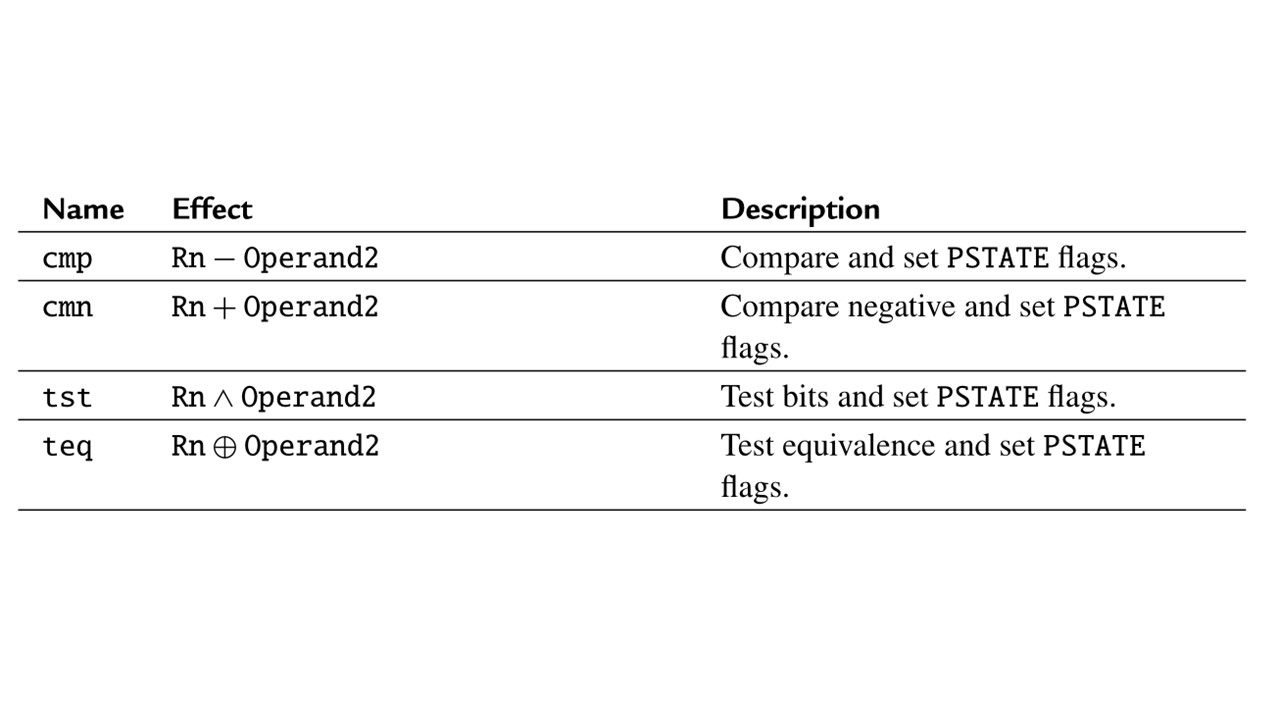 Name Effect Description
cmp Rn − Operand2 Compare and set PSTATE flags.
cmn Rn + Operand2 Compare negative and set PSTATE
flags.
tst Rn ∧ Operand2 Test bits and set PSTATE flags.
teq Rn ⊕ Operand2 Test equivalence and set PSTATE
flags.